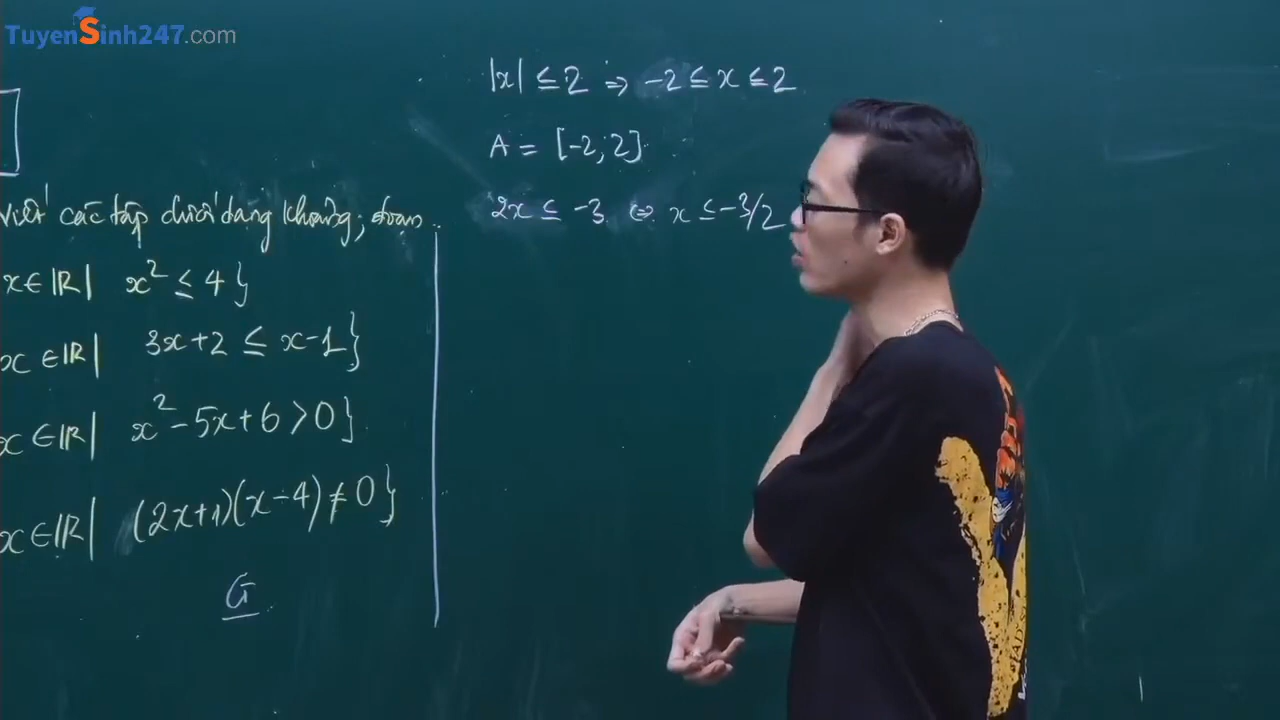 TuyenSinh247.com
|x| ≤ 2 => -2 ≤ x ≤ 2
A = [-2; 2]
2x ≤ -3 <=> x ≤ -3/2
viết các tập dưới dạng khoảng; đoạn ..
x ∈ ℝ | x² ≤ 4 }
x ∈ ℝ | 3x+2 ≤ x-1 }
x ∈ ℝ | x² - 5x + 6 > 0 }
x ∈ ℝ | (2x+1)(x-4) ≠ 0 }
G